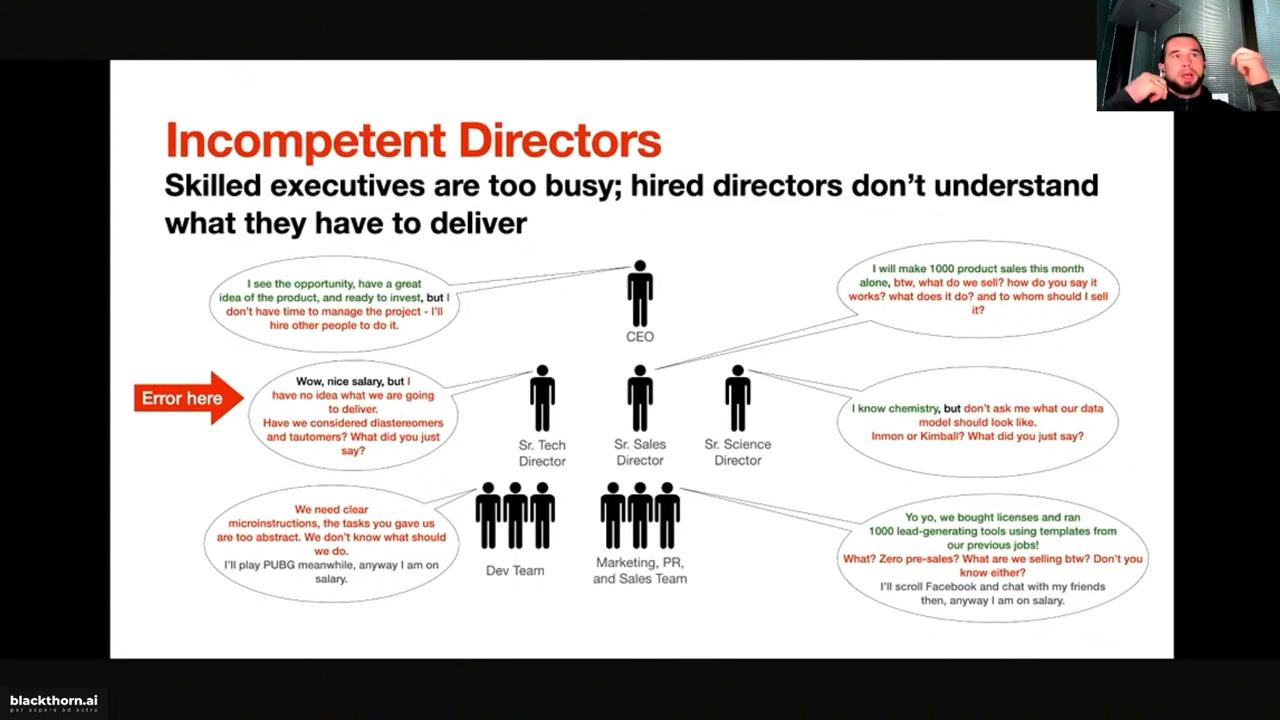 Incompetent Directors
Skilled executives are too busy; hired directors don’t understand
what they have to deliver
I see the opportunity, have a great
idea of the product, and ready to invest, but I
don’t have time to manage the project - I’ll
hire other people to do it.
CEO
I will make 1000 product sales this month
alone, btw, what do we sell? how do you say it
works? what does it do? and to whom should I sell
it?
Error here
Wow, nice salary, but I
have no idea what we are going
to deliver.
Have we considered diastereomers
and tautomers? What did you just
say?
Sr. Tech
Director
Sr. Sales
Director
Sr. Science
Director
I know chemistry, but don’t ask me what our data
model should look like.
Inmon or Kimball? What did you just say?
We need clear
microinstructions, the tasks you gave us
are too abstract. We don’t know what should
we do.
I’ll play PUBG meanwhile, anyway I am on
salary.
Dev Team
Marketing, PR,
and Sales Team
Yo yo, we bought licenses and ran
1000 lead-generating tools using templates from
our previous jobs!
What? Zero pre-sales? What are we selling btw? Don’t you
know either?
I’ll scroll Facebook and chat with my friends
then, anyway I am on salary.
blackthorn.ai
per aspera ad astra